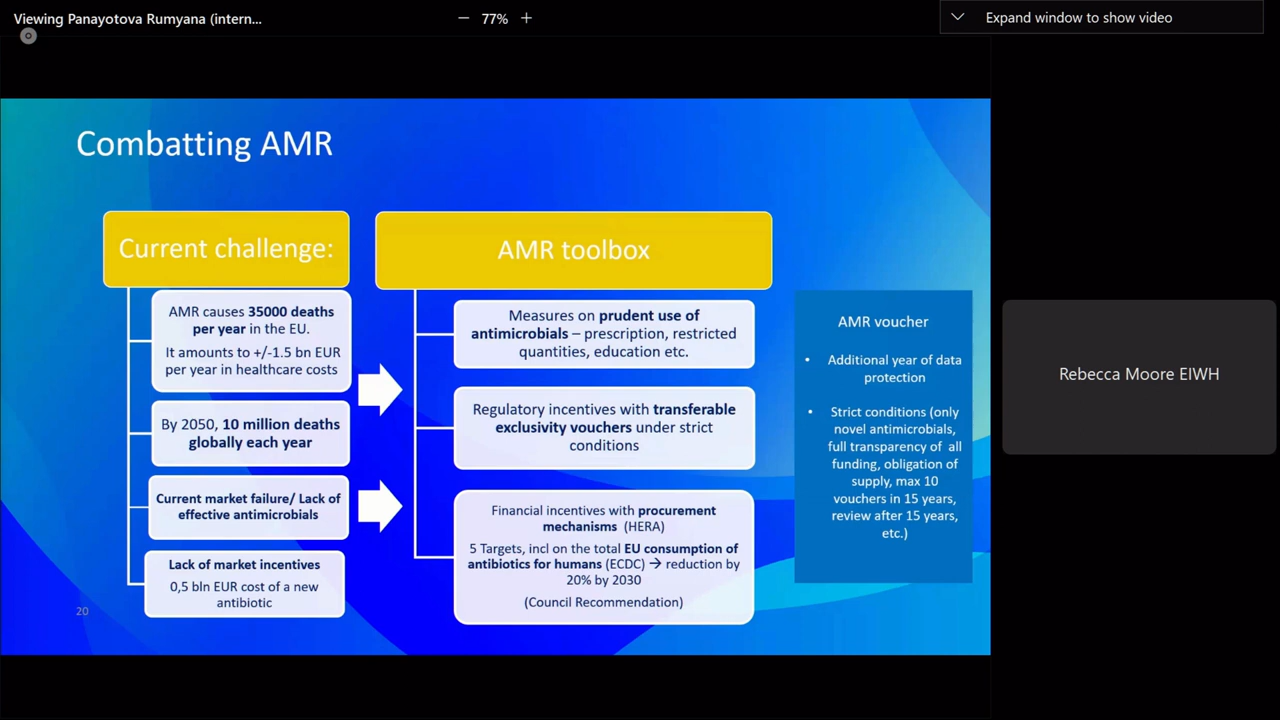 Viewing Panayotova Rumyana (intern...
77%
Expand window to show video
Combatting AMR
Current challenge:
AMR causes 35000 deaths
per year in the EU.
It amounts to +/-1.5 bn EUR
per year in healthcare costs
By 2050, 10 million deaths
globally each year
Current market failure/ Lack of
effective antimicrobials
Lack of market incentives
0,5 bln EUR cost of a new
antibiotic
20
AMR toolbox
Measures on prudent use of
antimicrobials – prescription, restricted
quantities, education etc.
Regulatory incentives with transferable
exclusivity vouchers under strict
conditions
Financial incentives with procurement
mechanisms (HERA)
5 Targets, incl on the total EU consumption of
antibiotics for humans (ECDC) → reduction by
20% by 2030
(Council Recommendation)
AMR voucher
• Additional year of data
protection
• Strict conditions (only
novel antimicrobials,
full transparency of all
funding, obligation of
supply, max 10
vouchers in 15 years,
review after 15 years,
etc.)
Rebecca Moore EIWH